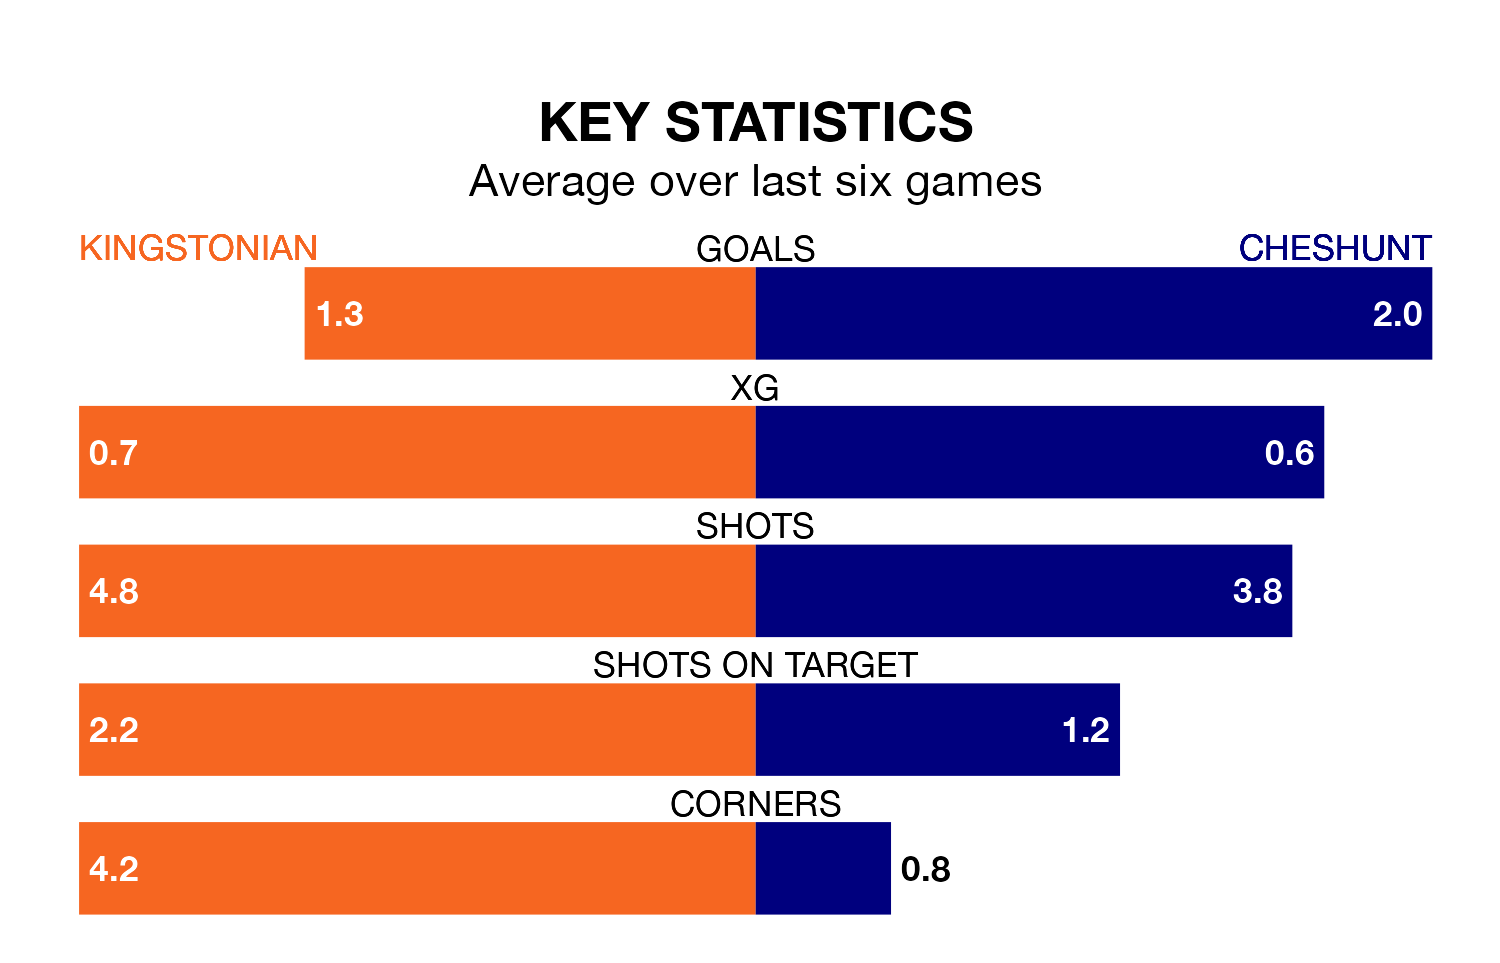 KEY STATISTICS
Average over last six games
KINGSTONIAN GOALS CHESHUNT
1.3 2.0
XG
0.7 0.6
SHOTS
4.8 3.8
SHOTS ON TARGET
2.2 1.2
CORNERS
4.2 0.8